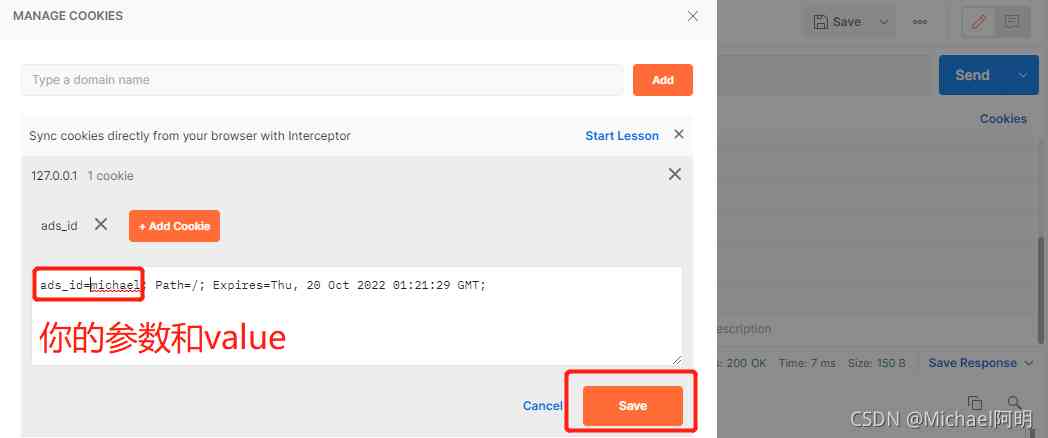 MANAGE COOKIES
Save
Type a domain name
Add
Send
Sync cookies directly from your browser with Interceptor
Start Lesson
Cookies
127.0.0.1 1 cookie
ads_id
+ Add Cookie
ads_id=michael; Path=/; Expires=Thu, 20 Oct 2022 01:21:29 GMT;
你的参数和value
escription
s: 200 OK Time: 7 ms Size: 150 B Save Response
Cancel
Save
CSDN @Michael阿明